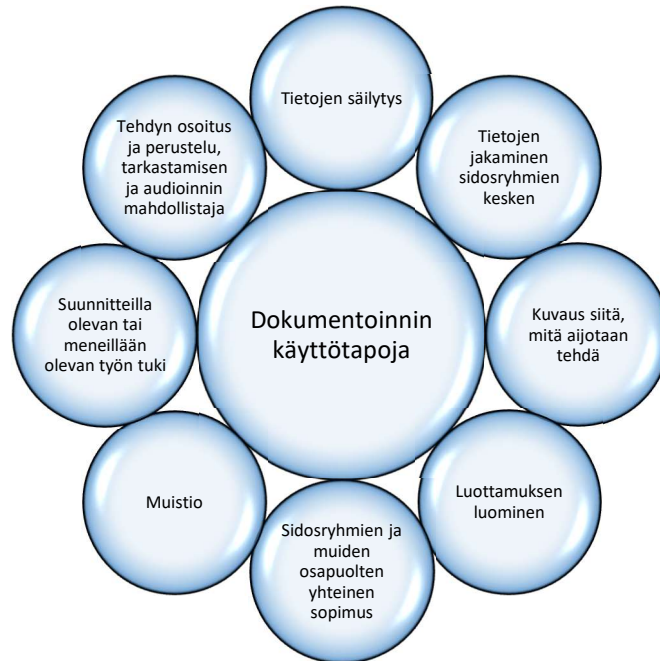 Tietojen säilytys
Tietojen
jakaminen
sidosryhmien
kesken
Kuvaus siitä,
mitä aijotaan
tehdä
Luottamuksen
luominen
Sidosryhmien ja
muiden
osapuolten
yhteinen
sopimus
Muistio
Suunnitteilla
olevan tai
meneillään
olevan työn tuki
Tehdyn osoitus
ja perustelu,
tarkastamisen
ja audioinnin
mahdollistaja
Dokumentoinnin
käyttötapoja